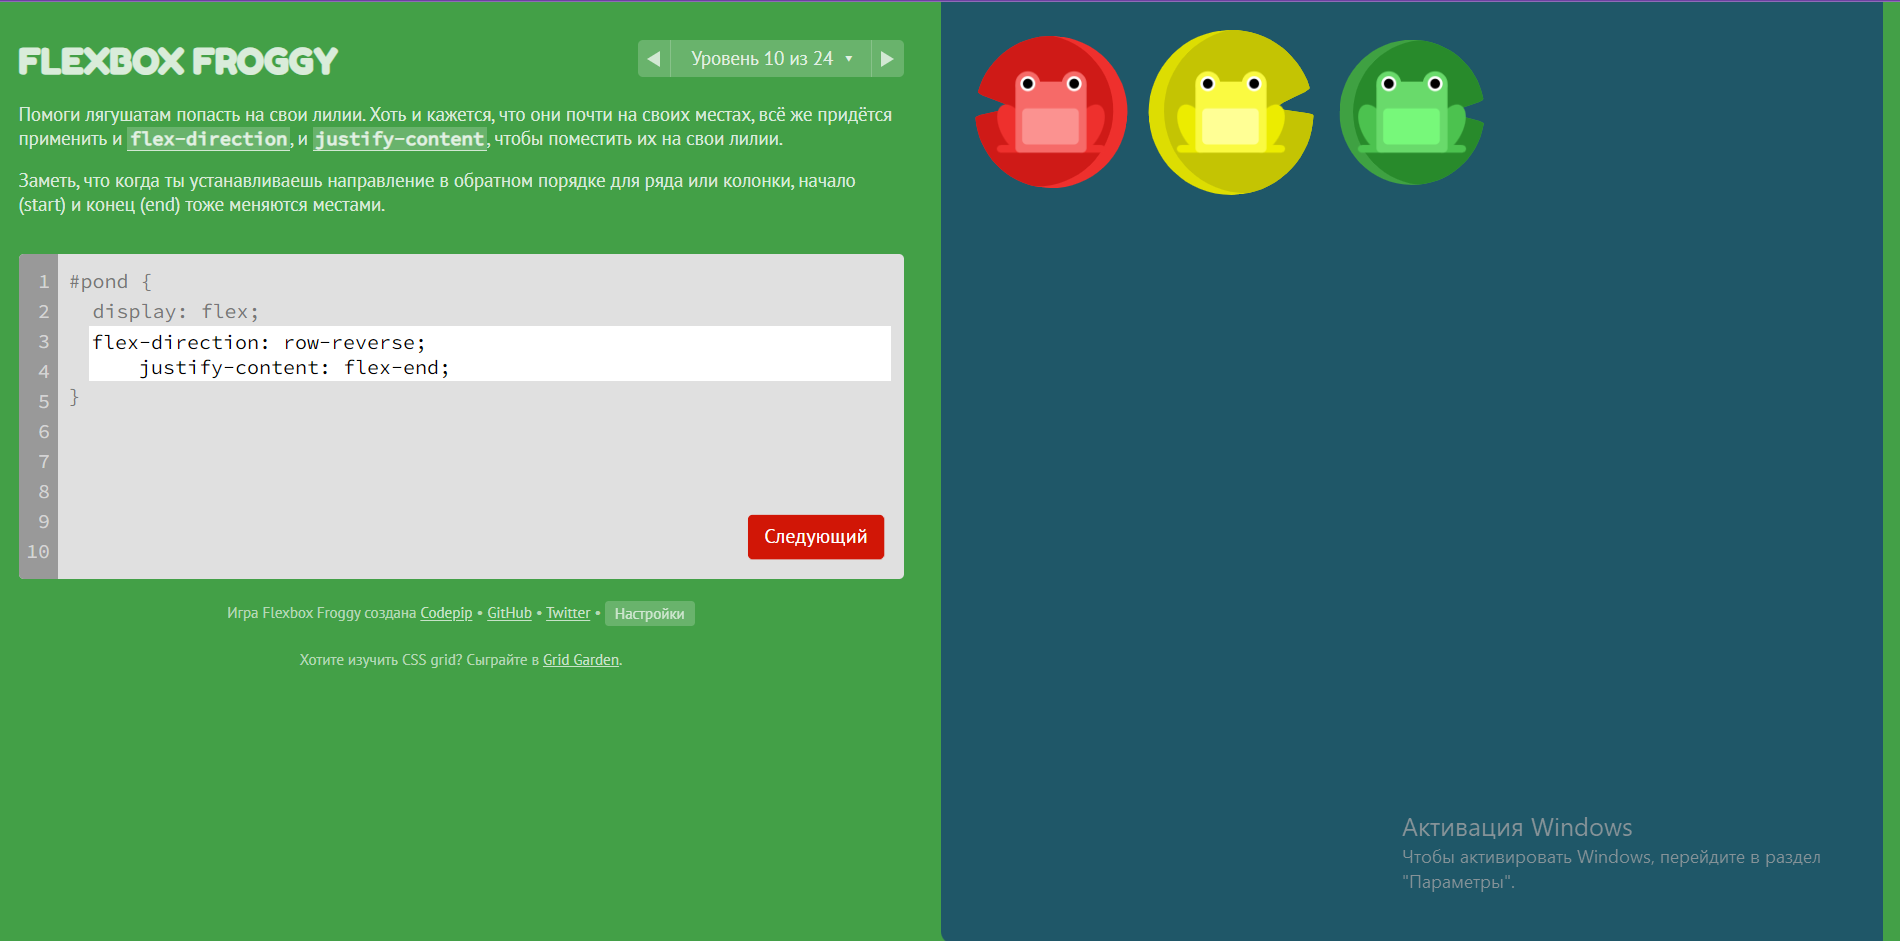 FLEXBOX FROGGY
◀ Уровень 10 из 24 ▼ ▶
Помоги лягушатам попасть на свои лилии. Хоть и кажется, что они почти на своих местах, всё же придётся
применить и flex-direction, и justify-content, чтобы поместить их на свои лилии.
Заметь, что когда ты устанавливаешь направление в обратном порядке для ряда или колонки, начало
(start) и конец (end) тоже меняются местами.
1 #pond {
2 display: flex;
3 flex-direction: row-reverse;
4 justify-content: flex-end;
5 }
6
7
8
9
10
Следующий
Игра Flexbox Froggy создана Codepip • GitHub • Twitter • Настройки
Хотите изучить CSS grid? Сыграйте в Grid Garden.
Активация Windows
Чтобы активировать Windows, перейдите в раздел
"Параметры".